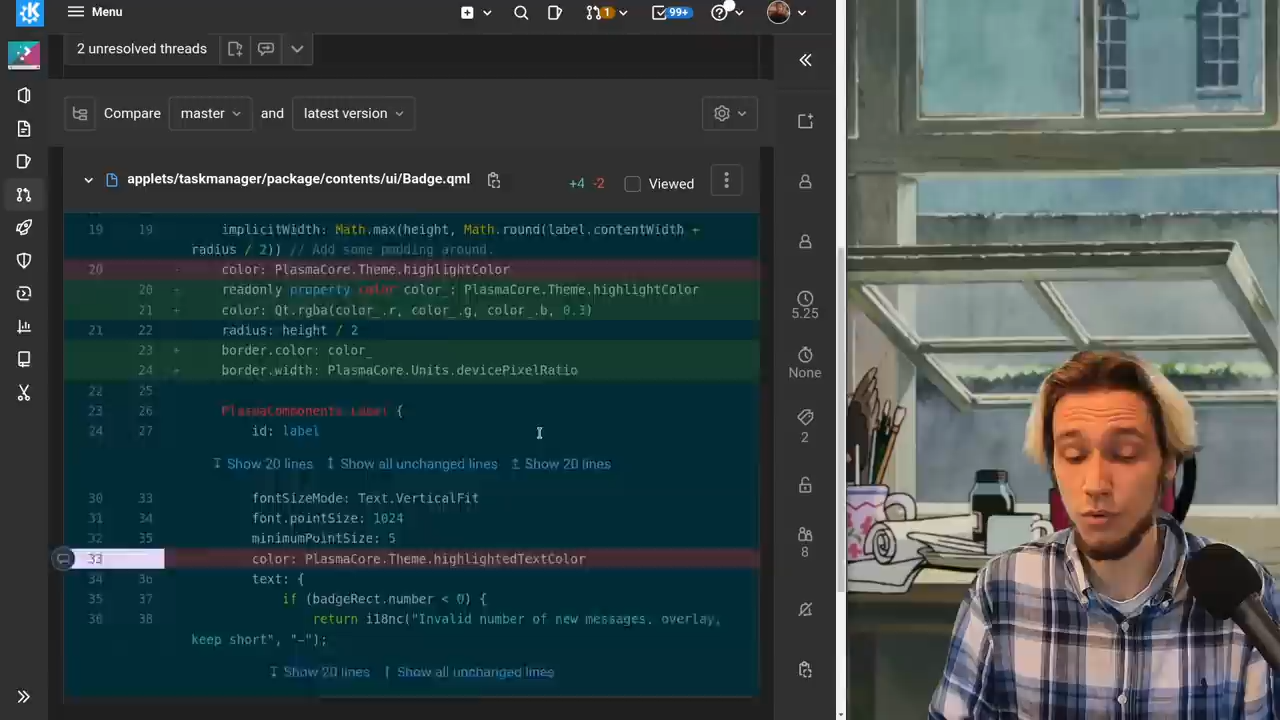 Menu
1
99+
2 unresolved threads
Compare master and latest version
applets/taskmanager/package/contents/ui/Badge.qml
+4 -2
Viewed
19 19 implicitWidth: Math.max(height, Math.round(label.contentWidth +
radius / 2)) // Add some padding around.
20 - color: PlasmaCore.Theme.highlightColor
20 + readonly property color color_: PlasmaCore.Theme.highlightColor
21 + color: Qt.rgba(color_.r, color_.g, color_.b, 0.3)
21 22 radius: height / 2
23 + border.color: color_
24 + border.width: PlasmaCore.Units.devicePixelRatio
22 25
23 26 PlasmaComponents.Label {
24 27 id: label
Show 20 lines Show all unchanged lines Show 20 lines
30 33 fontSizeMode: Text.VerticalFit
31 34 font.pointSize: 1024
32 35 minimumPointSize: 5
33 color: PlasmaCore.Theme.highlightedTextColor
34 36 text: {
35 37 if (badgeRect.number < 0) {
36 38 return i18nc("Invalid number of new messages, overlay,
keep short", "—");
Show 20 lines Show all unchanged lines
5.25
None
2
8